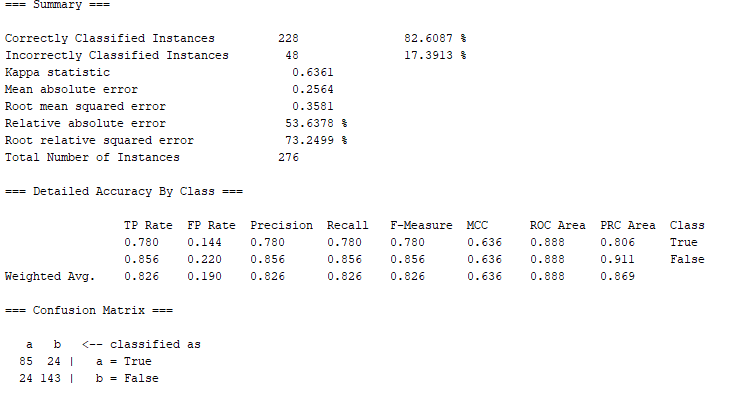 === Summary ===
Correctly Classified Instances 228 82.6087 %
Incorrectly Classified Instances 48 17.3913 %
Kappa statistic 0.6361
Mean absolute error 0.2564
Root mean squared error 0.3581
Relative absolute error 53.6378 %
Root relative squared error 73.2499 %
Total Number of Instances 276
=== Detailed Accuracy By Class ===
TP Rate FP Rate Precision Recall F-Measure MCC ROC Area PRC Area Class
0.780 0.144 0.780 0.780 0.780 0.636 0.888 0.806 True
0.856 0.220 0.856 0.856 0.856 0.636 0.888 0.911 False
Weighted Avg. 0.826 0.190 0.826 0.826 0.826 0.636 0.888 0.869
=== Confusion Matrix ===
a b <-- classified as
85 24 | a = True
24 143 | b = False